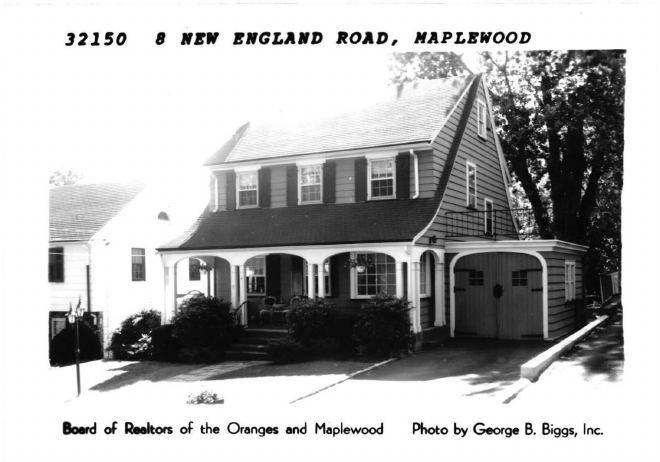 32150 8 NEW ENGLAND ROAD, MAPLEWOOD
Board of Realtors of the Oranges and Maplewood Photo by George B. Biggs, Inc.